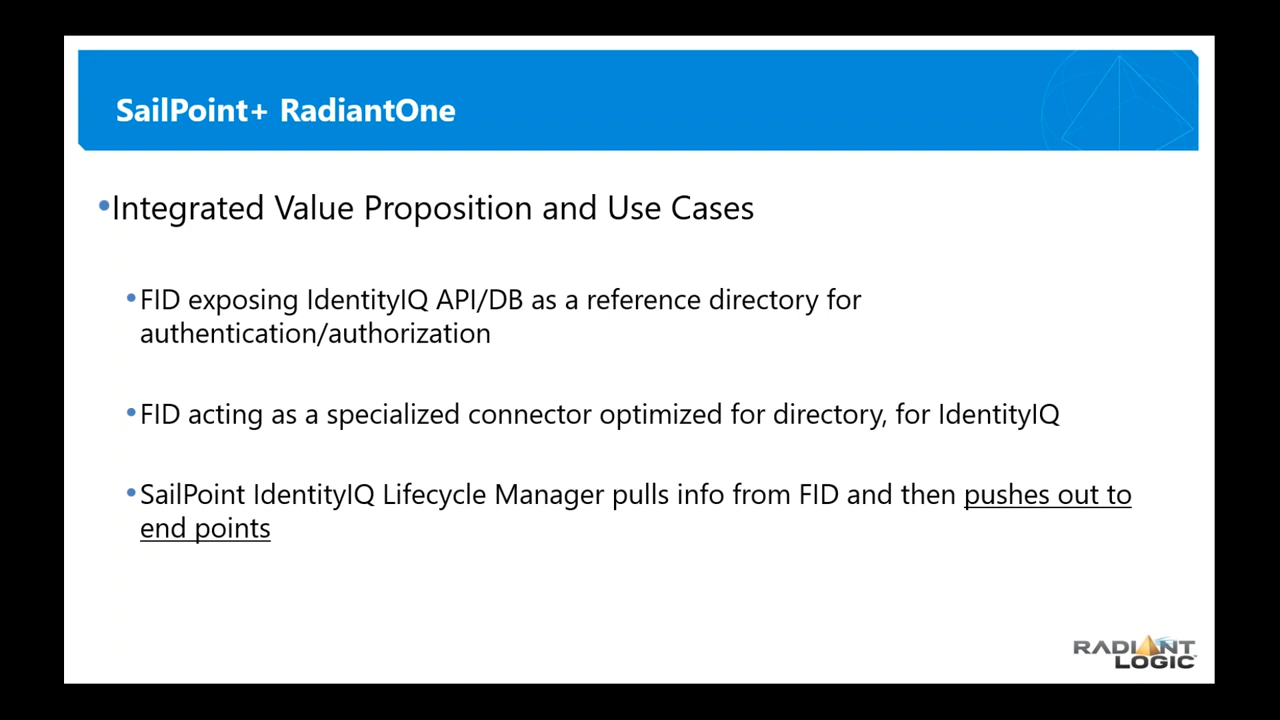 SailPoint+ RadiantOne
•Integrated Value Proposition and Use Cases
•FID exposing IdentityIQ API/DB as a reference directory for
authentication/authorization
•FID acting as a specialized connector optimized for directory, for IdentityIQ
•SailPoint IdentityIQ Lifecycle Manager pulls info from FID and then pushes out to
end points
RADIANT
LOGIC